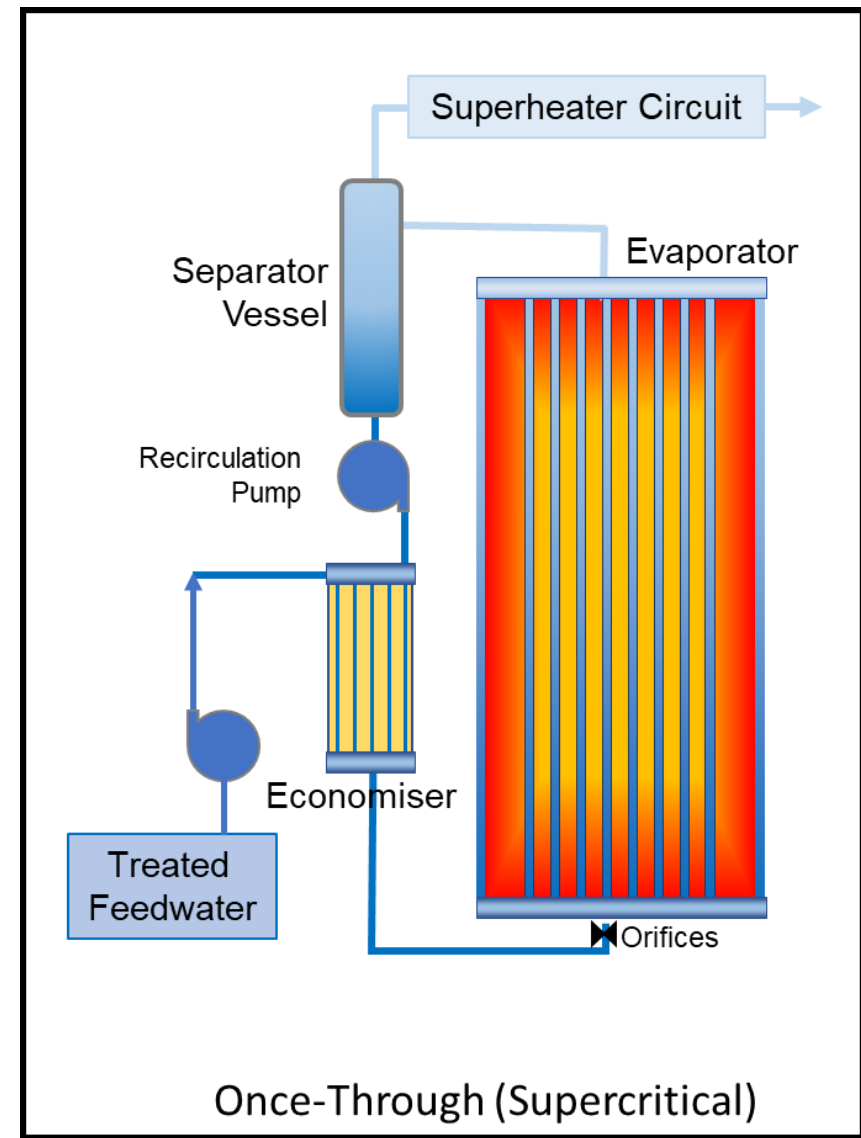 Superheater Circuit
Evaporator
Separator
Vessel
Recirculation
Pump
Economiser
Treated
Feedwater
Orifices
Once-Through (Supercritical)